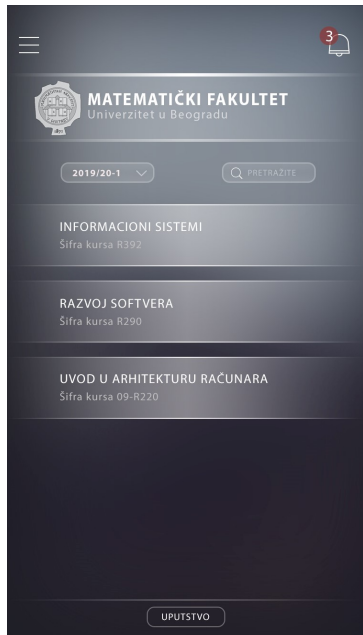 3
MATEMATIČKI FAKULTET
Univerzitet u Beogradu
2019/20-1
PRETRAŽITE
INFORMACIONI SISTEMI
Šifra kursa R392
RAZVOJ SOFTVERA
Šifra kursa R290
UVOD U ARHITEKTURU RAČUNARA
Šifra kursa 09-R220
UPUTSTVO